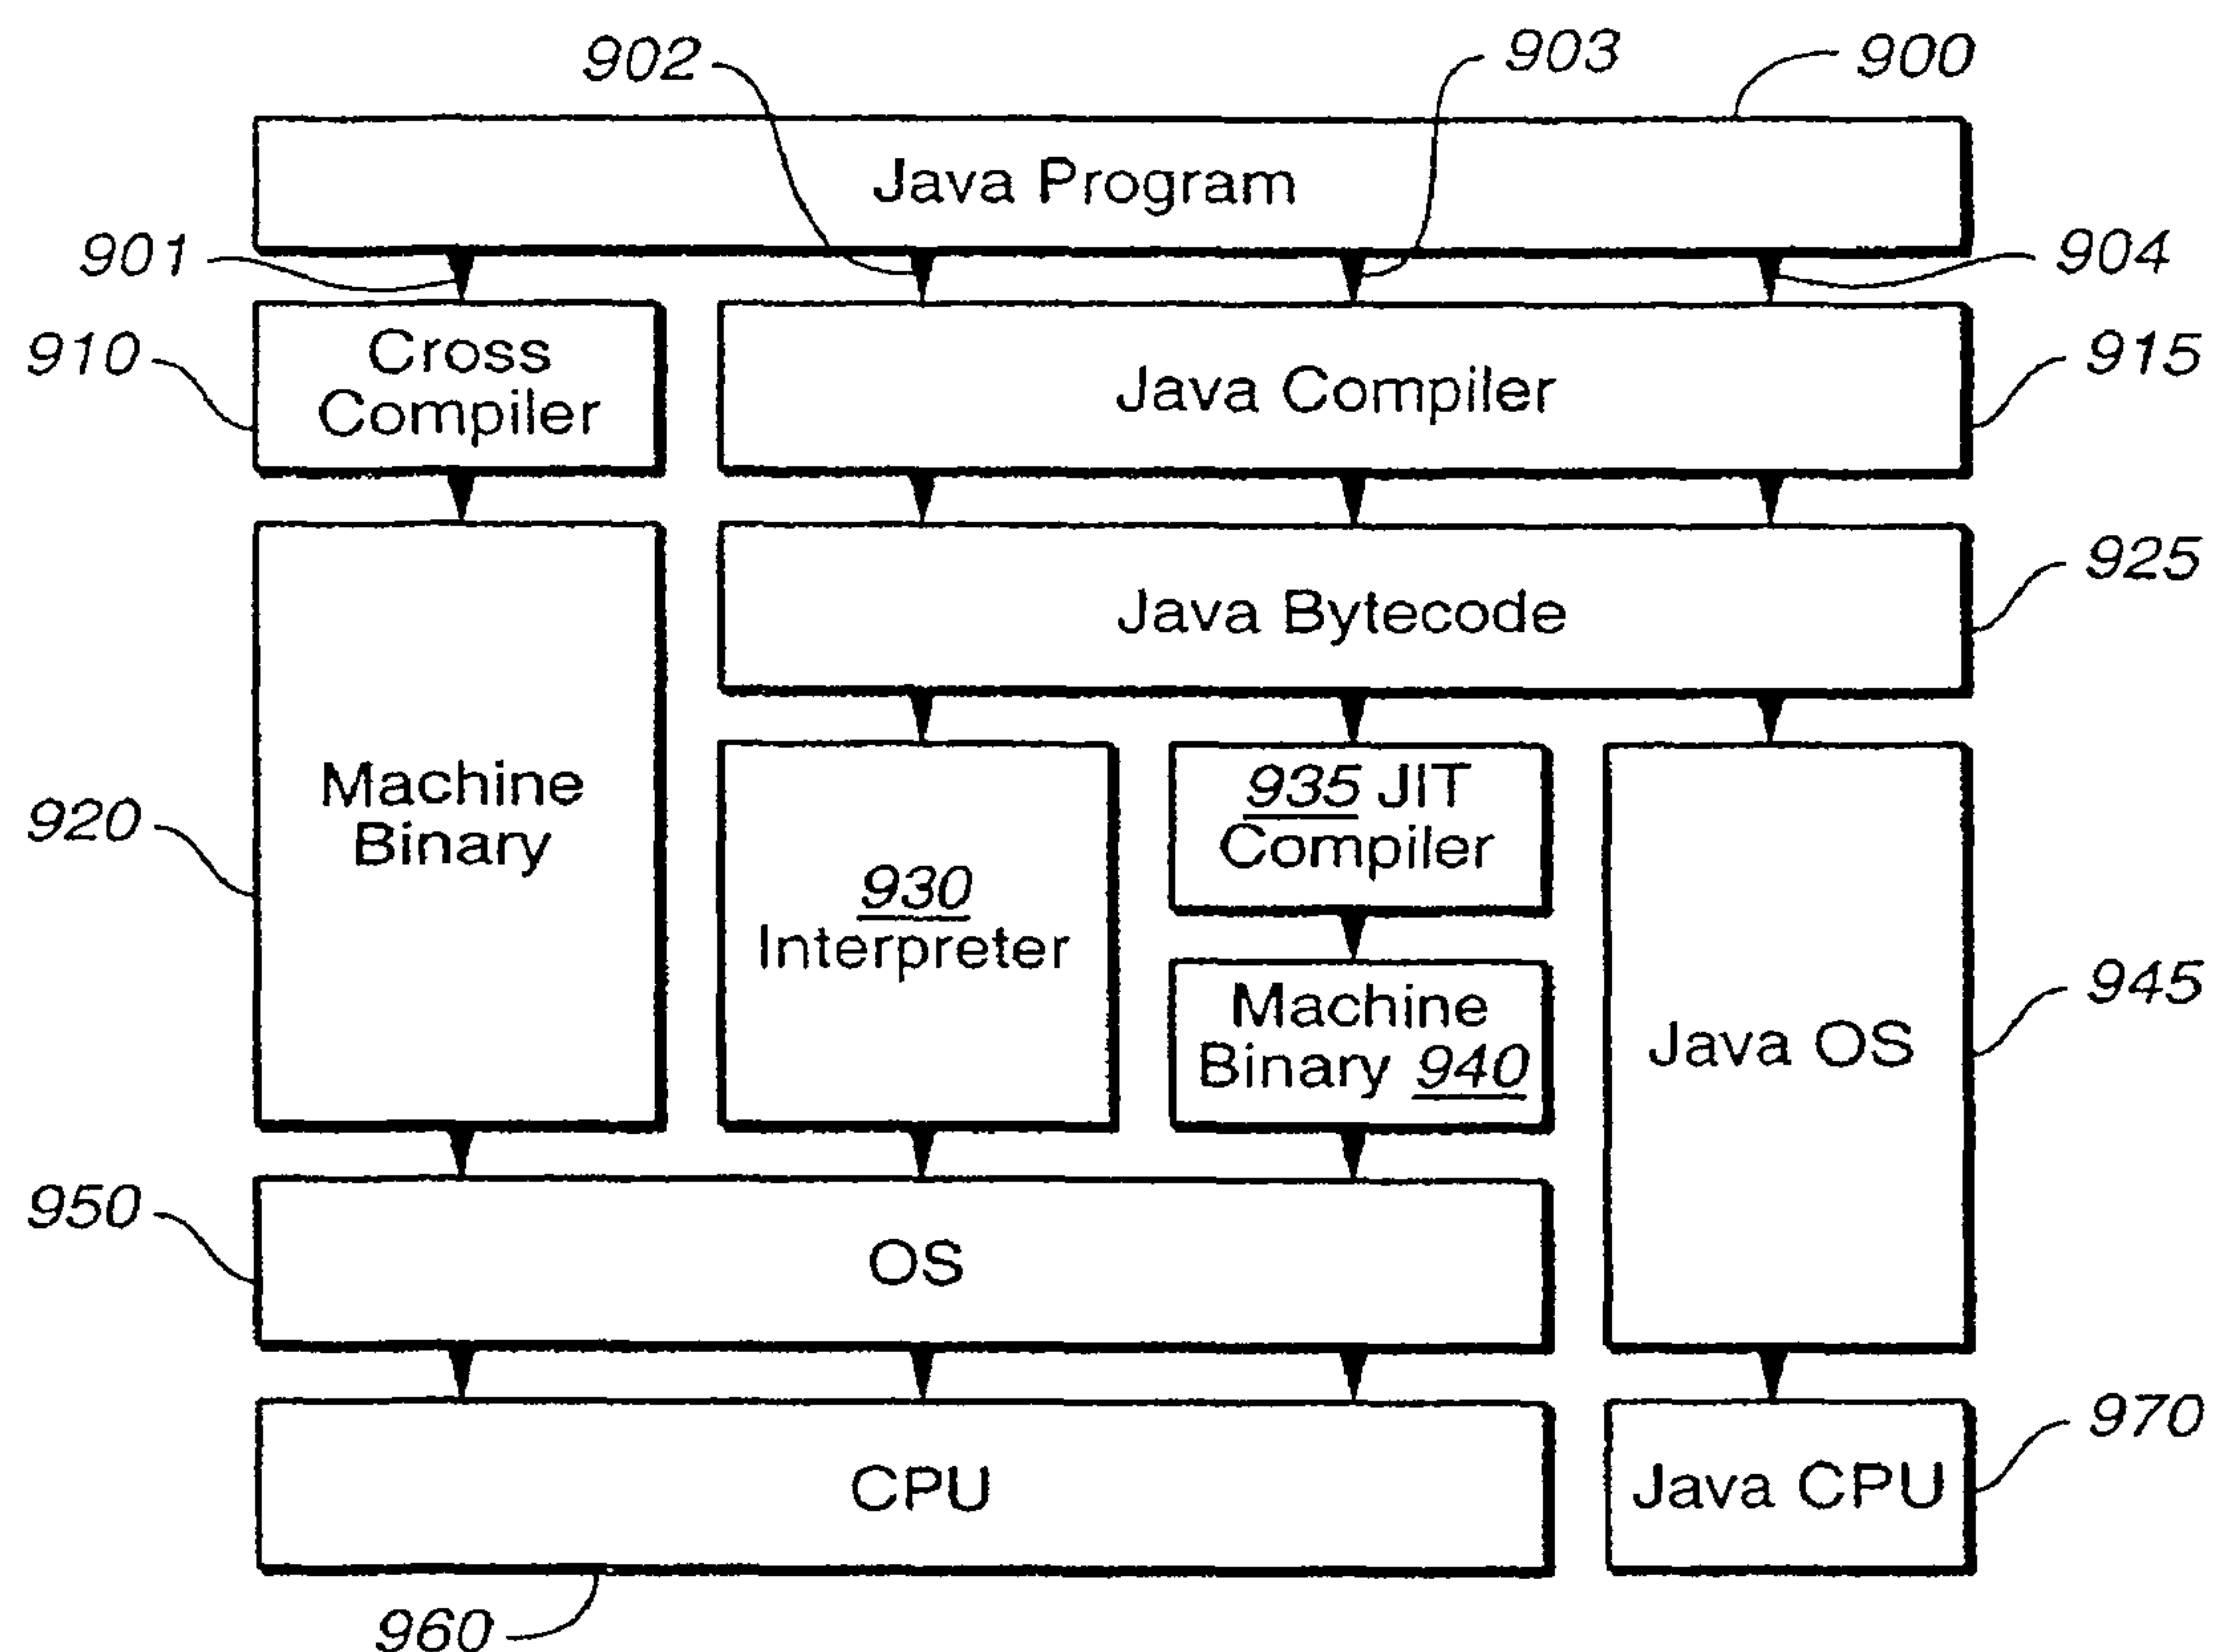 902
903
900
Java Program
901
904
910
Cross
Compiler
Java Compiler
915
925
Java Bytecode
Machine
Binary
920
930
Interpreter
935 JIT
Compiler
Machine
Binary 940
Java OS
945
950
OS
CPU
Java CPU
970
960